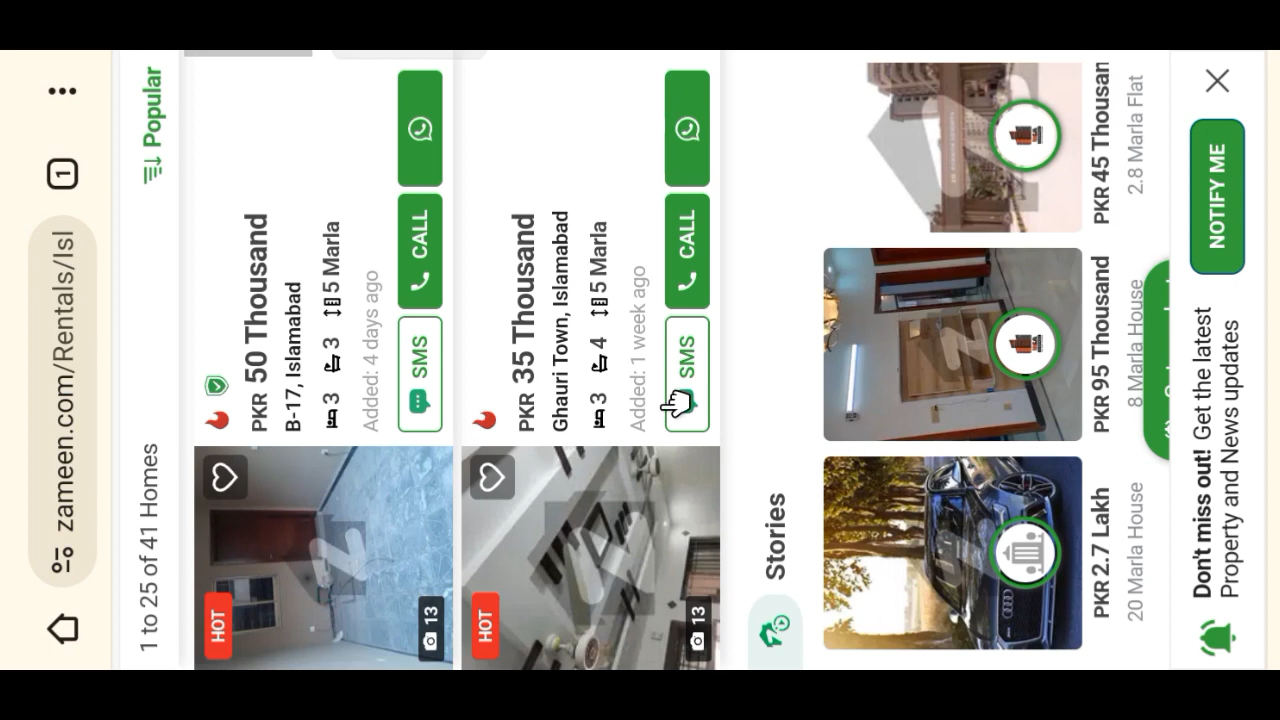 zameen.com/Rentals/Isl
1
1 to 25 of 41 Homes
Popular
HOT
13
PKR 50 Thousand
B-17, Islamabad
3 3 5 Marla
Added: 4 days ago
SMS
CALL
HOT
13
PKR 35 Thousand
Ghauri Town, Islamabad
3 4 5 Marla
Added: 1 week ago
SMS
CALL
Stories
PKR 2.7 Lakh
20 Marla House
PKR 95 Thousand
8 Marla House
PKR 45 Thousan
2.8 Marla Flat
Don't miss out! Get the latest
Property and News updates
NOTIFY ME